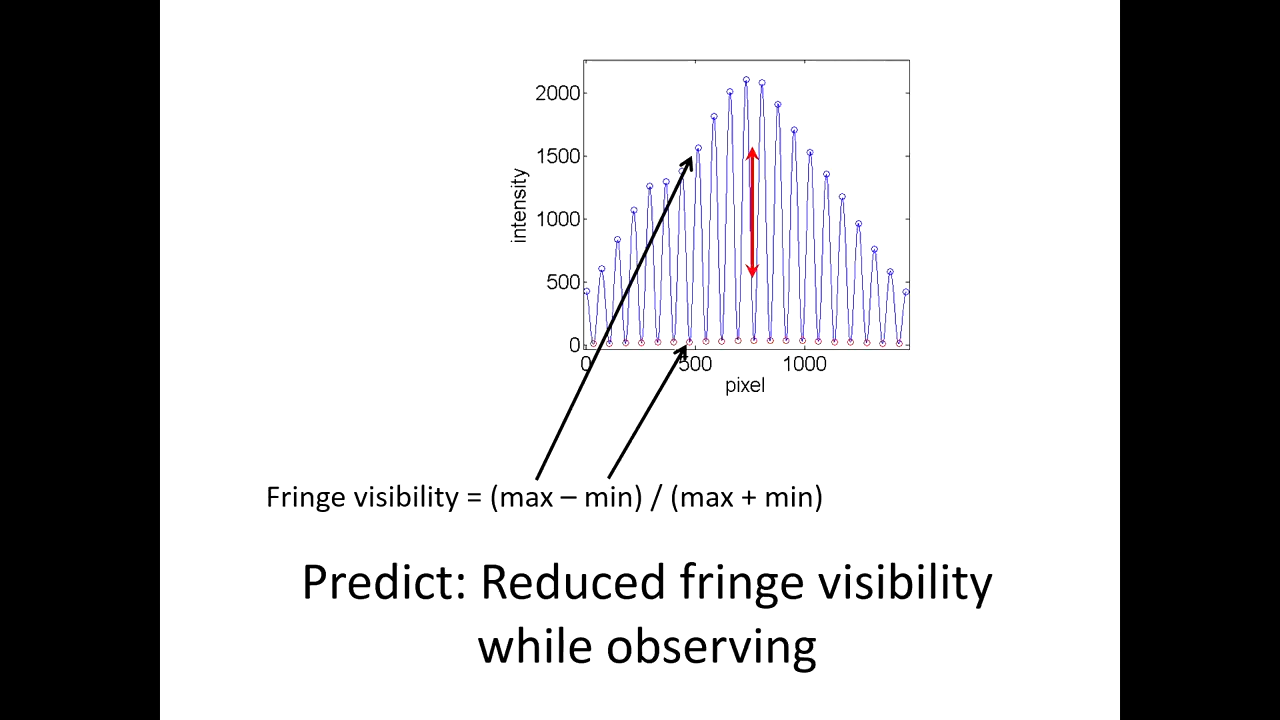 2000
1500
1000
500
0
intensity
0
500
1000
pixel
Fringe visibility = (max – min) / (max + min)
Predict: Reduced fringe visibility
while observing